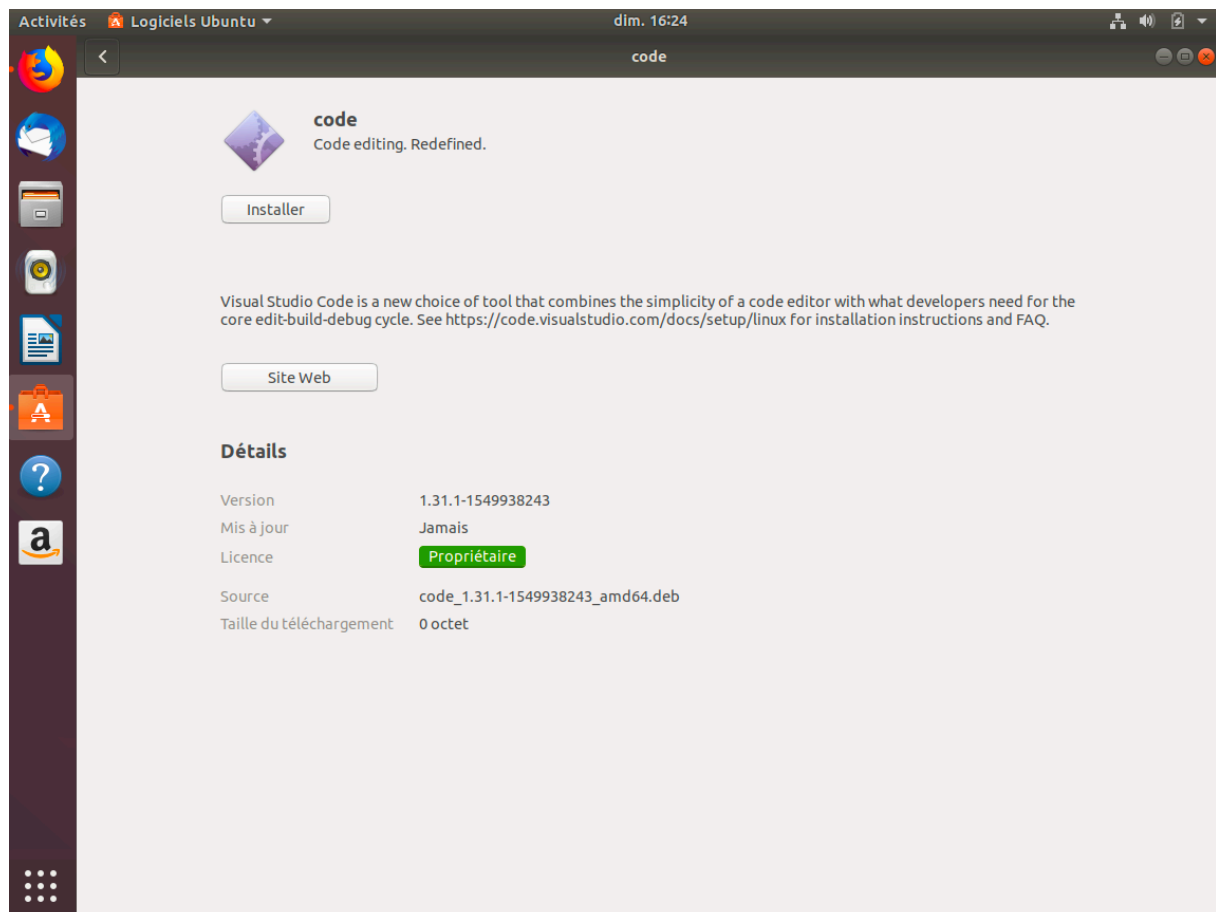 Activités Logiciels Ubuntu dim. 16:24
code
code
Code editing. Redefined.
Installer
Visual Studio Code is a new choice of tool that combines the simplicity of a code editor with what developers need for the
core edit-build-debug cycle. See https://code.visualstudio.com/docs/setup/linux for installation instructions and FAQ.
Site Web
Détails
Version 1.31.1-1549938243
Mis à jour Jamais
Licence Propriétaire
Source code_1.31.1-1549938243_amd64.deb
Taille du téléchargement 0 octet